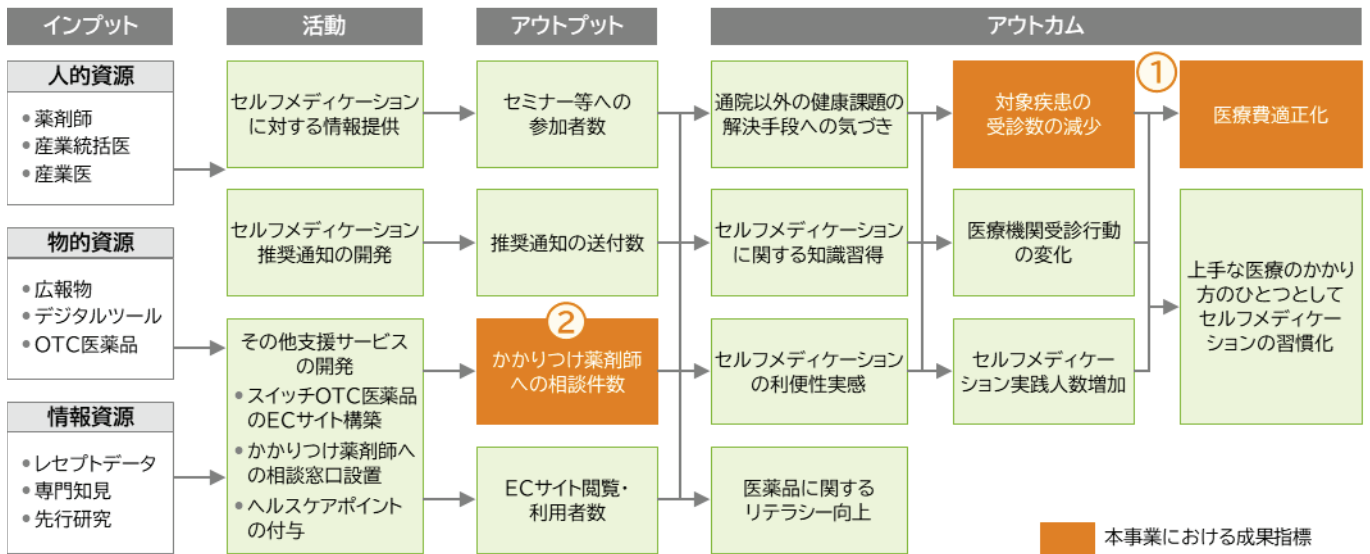 インプット
活動
アウトプット
アウトカム
人的資源
•薬剤師
•産業統括医
•産業医
物的資源
•広報物
•デジタルツール
•OTC医薬品
情報資源
•レセプトデータ
•専門知見
•先行研究
セルフメディケーション
に対する情報提供
セルフメディケーション
推奨通知の開発
その他支援サービス
の開発
•スイッチOTC医薬品
のECサイト構築
•かかりつけ薬剤師へ
の相談窓口設置
•ヘルスケアポイント
の付与
セミナー等への
参加者数
推奨通知の送付数
②
かかりつけ薬剤師
への相談件数
ECサイト閲覧・
利用者数
通院以外の健康課題の
解決手段への気づき
セルフメディケーション
に関する知識習得
セルフメディケーション
の利便性実感
医薬品に関する
リテラシー向上
対象疾患の
受診数の減少
医療機関受診行動
の変化
セルフメディケー
ション実践人数増加
①
医療費適正化
上手な医療のかかり
方のひとつとして
セルフメディケー
ションの習慣化
本事業における成果指標